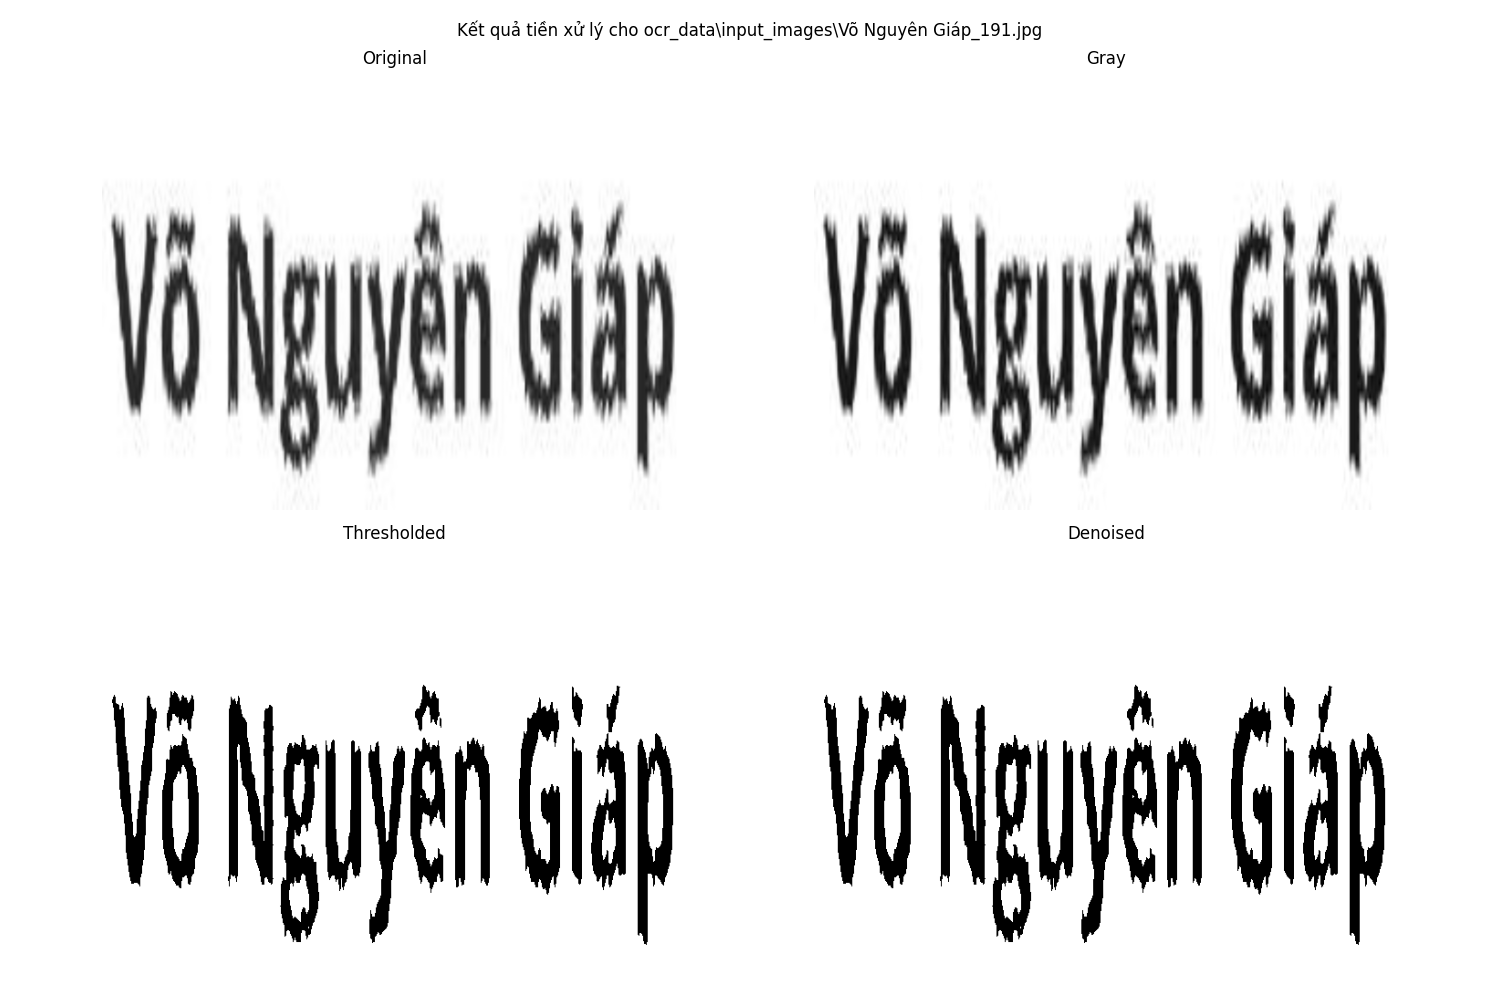 Kết quả tiền xử lý cho ocr_data\input_images\Võ Nguyên Giáp_191.jpg
Original
Gray
Võ Nguyên Giáp
Võ Nguyên Giáp
Thresholded
Denoised
Võ Nguyên Giáp
Võ Nguyên Giáp